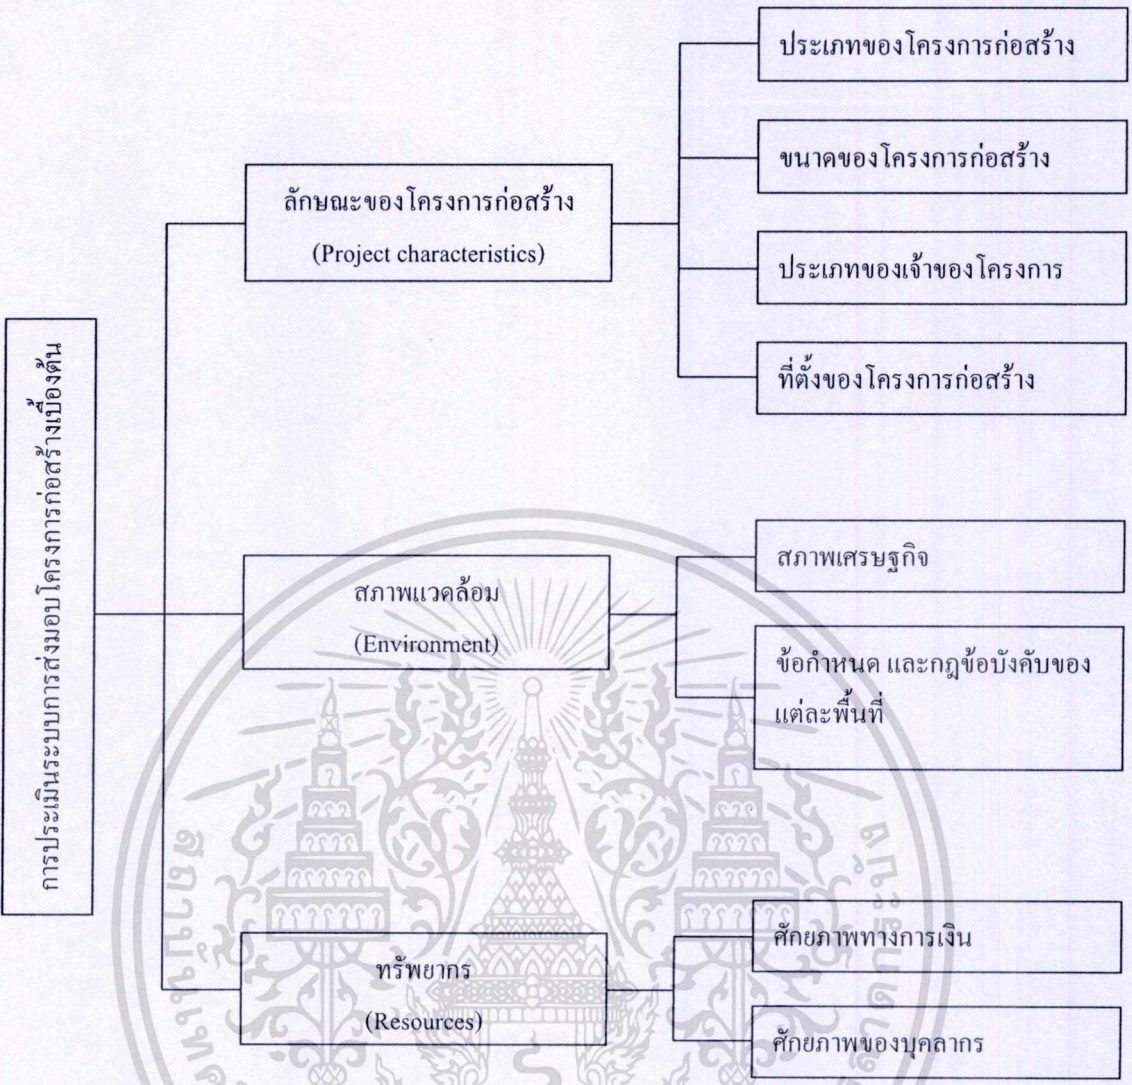 การประเมินระบบการส่งมอบโครงการก่อสร้างเบื้องต้น
ลักษณะของโครงการก่อสร้าง
(Project characteristics)
ประเภทของโครงการก่อสร้าง
ขนาดของโครงการก่อสร้าง
ประเภทของเจ้าของโครงการ
ที่ตั้งของโครงการก่อสร้าง
สภาพแวดล้อม
(Environment)
สภาพเศรษฐกิจ
ข้อกำหนด และกฎข้อบังคับของ
แต่ละพื้นที่
ทรัพยากร
(Resources)
ศักยภาพทางการเงิน
ศักยภาพของบุคลากร